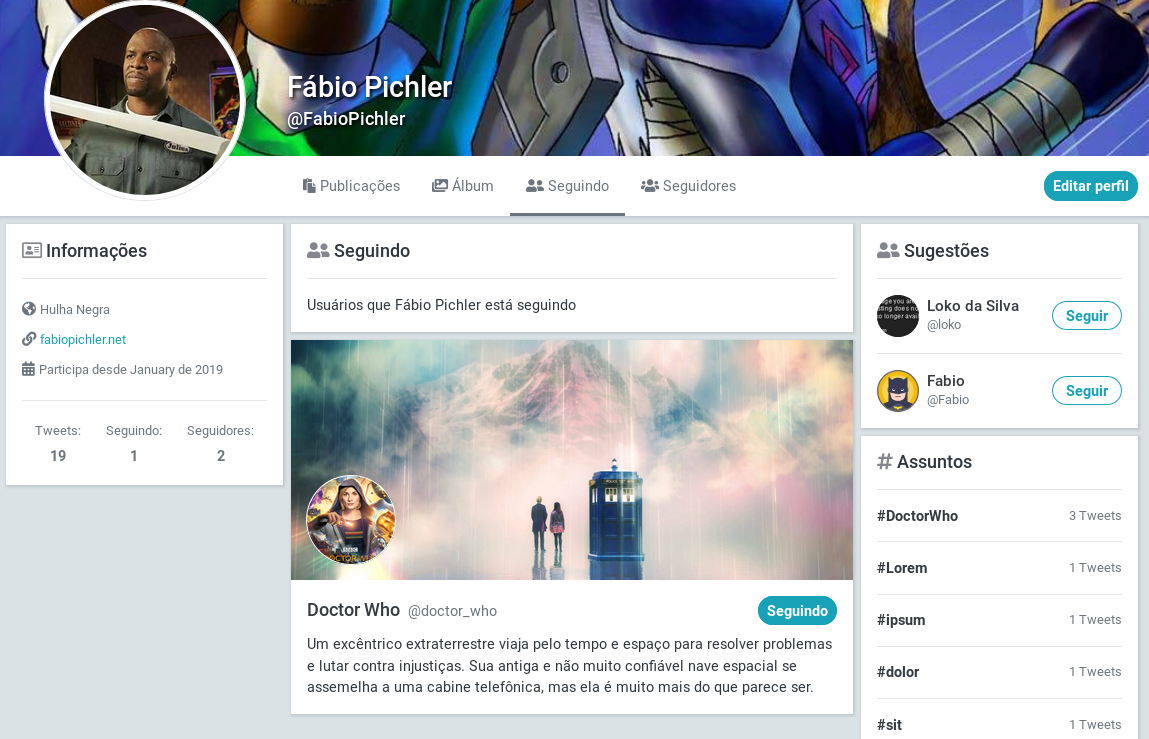 Fábio Pichler
@FabioPichler
Julius
Publicações
Álbum
Seguindo
Seguidores
Editar perfil
Informações
Hulha Negra
fabiopichler.net
Participa desde January de 2019
Tweets:
Seguindo:
Seguidores:
19
1
2
Seguindo
Usuários que Fábio Pichler está seguindo
POLICE BOX
BBC
Doctor Who @doctor_who
Seguindo
Um excêntrico extraterrestre viaja pelo tempo e espaço para resolver problemas
e lutar contra injustiças. Sua antiga e não muito confiável nave espacial se
assemelha a uma cabine telefônica, mas ela é muito mais do que parece ser.
Sugestões
Loko da Silva
@loko
Seguir
Fabio
@Fabio
Seguir
# Assuntos
#DoctorWho
3 Tweets
#Lorem
1 Tweets
#ipsum
1 Tweets
#dolor
1 Tweets
#sit
1 Tweets